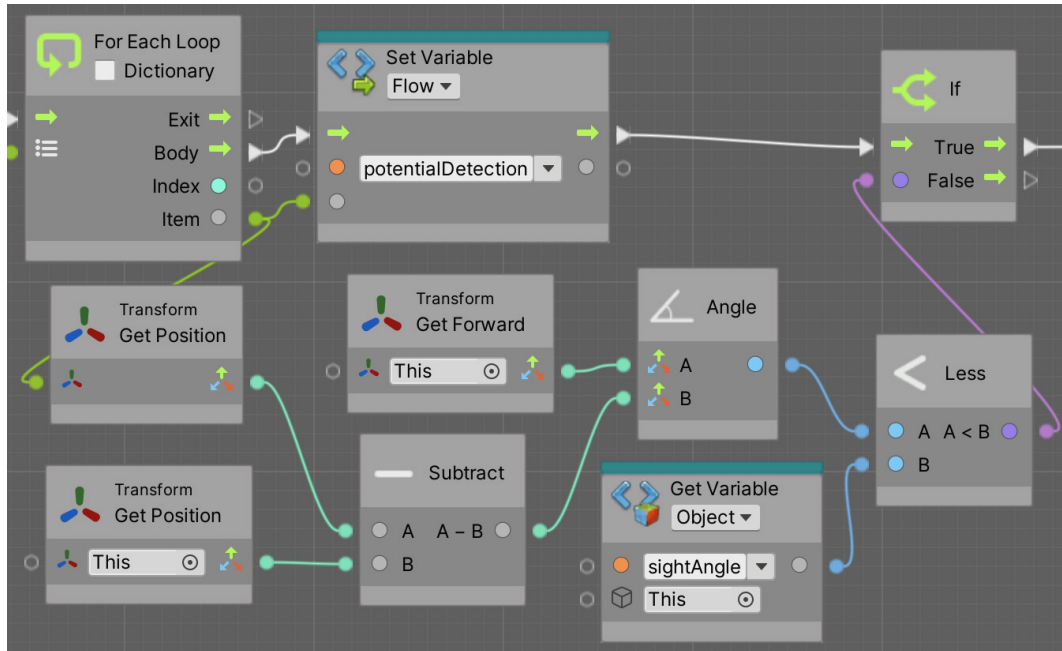 For Each Loop
Dictionary
Exit
Body
Index
Item
Set Variable
Flow
potentialDetection
If
True
False
Transform
Get Position
Transform
Get Forward
This
Angle
A
B
Less
A A < B
B
Transform
Get Position
This
Subtract
A A – B
B
Get Variable
Object
sightAngle
This